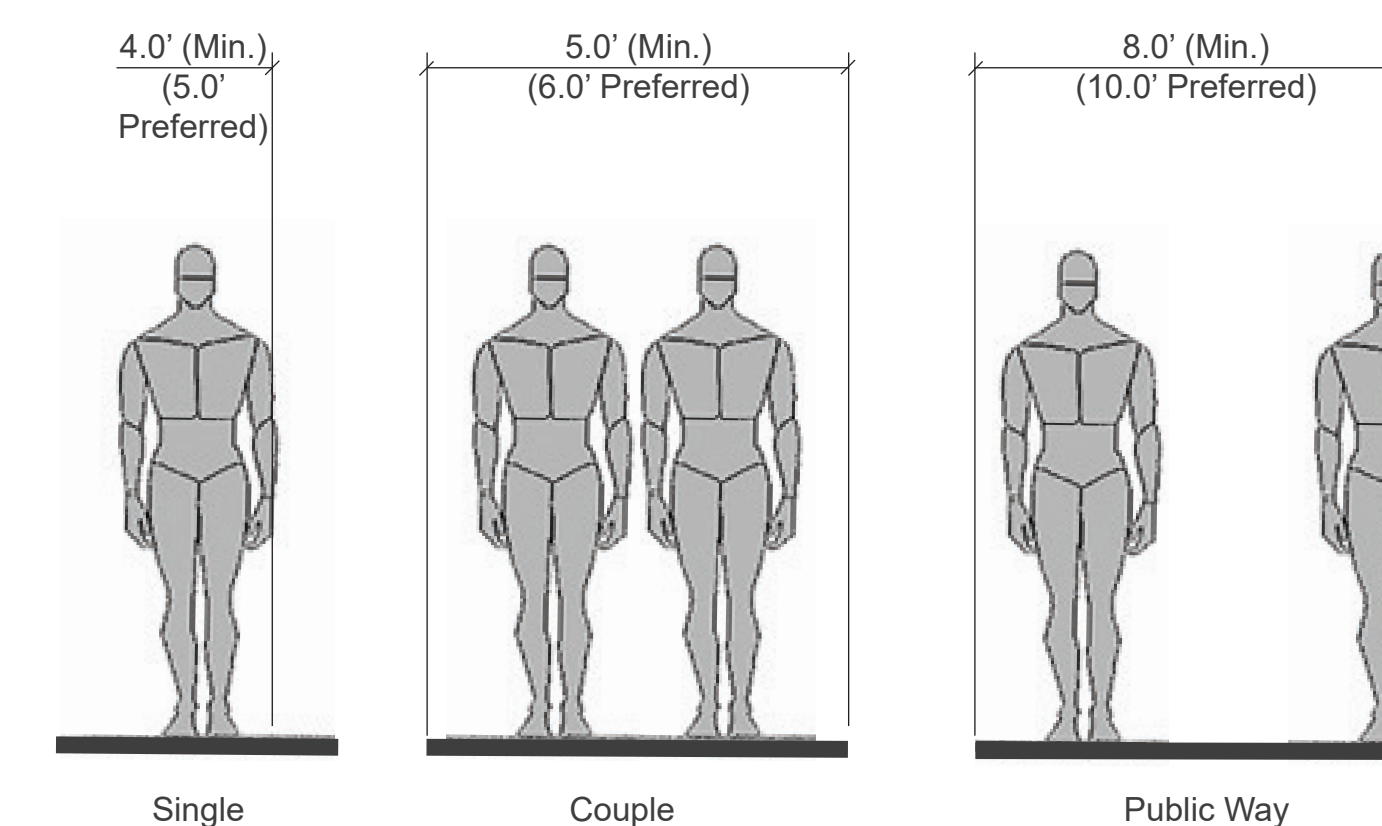 4.0’ (Min.)
(5.0’
Preferred)
5.0’ (Min.)
(6.0’ Preferred)
8.0’ (Min.)
(10.0’ Preferred)
Single
Couple
Public Way